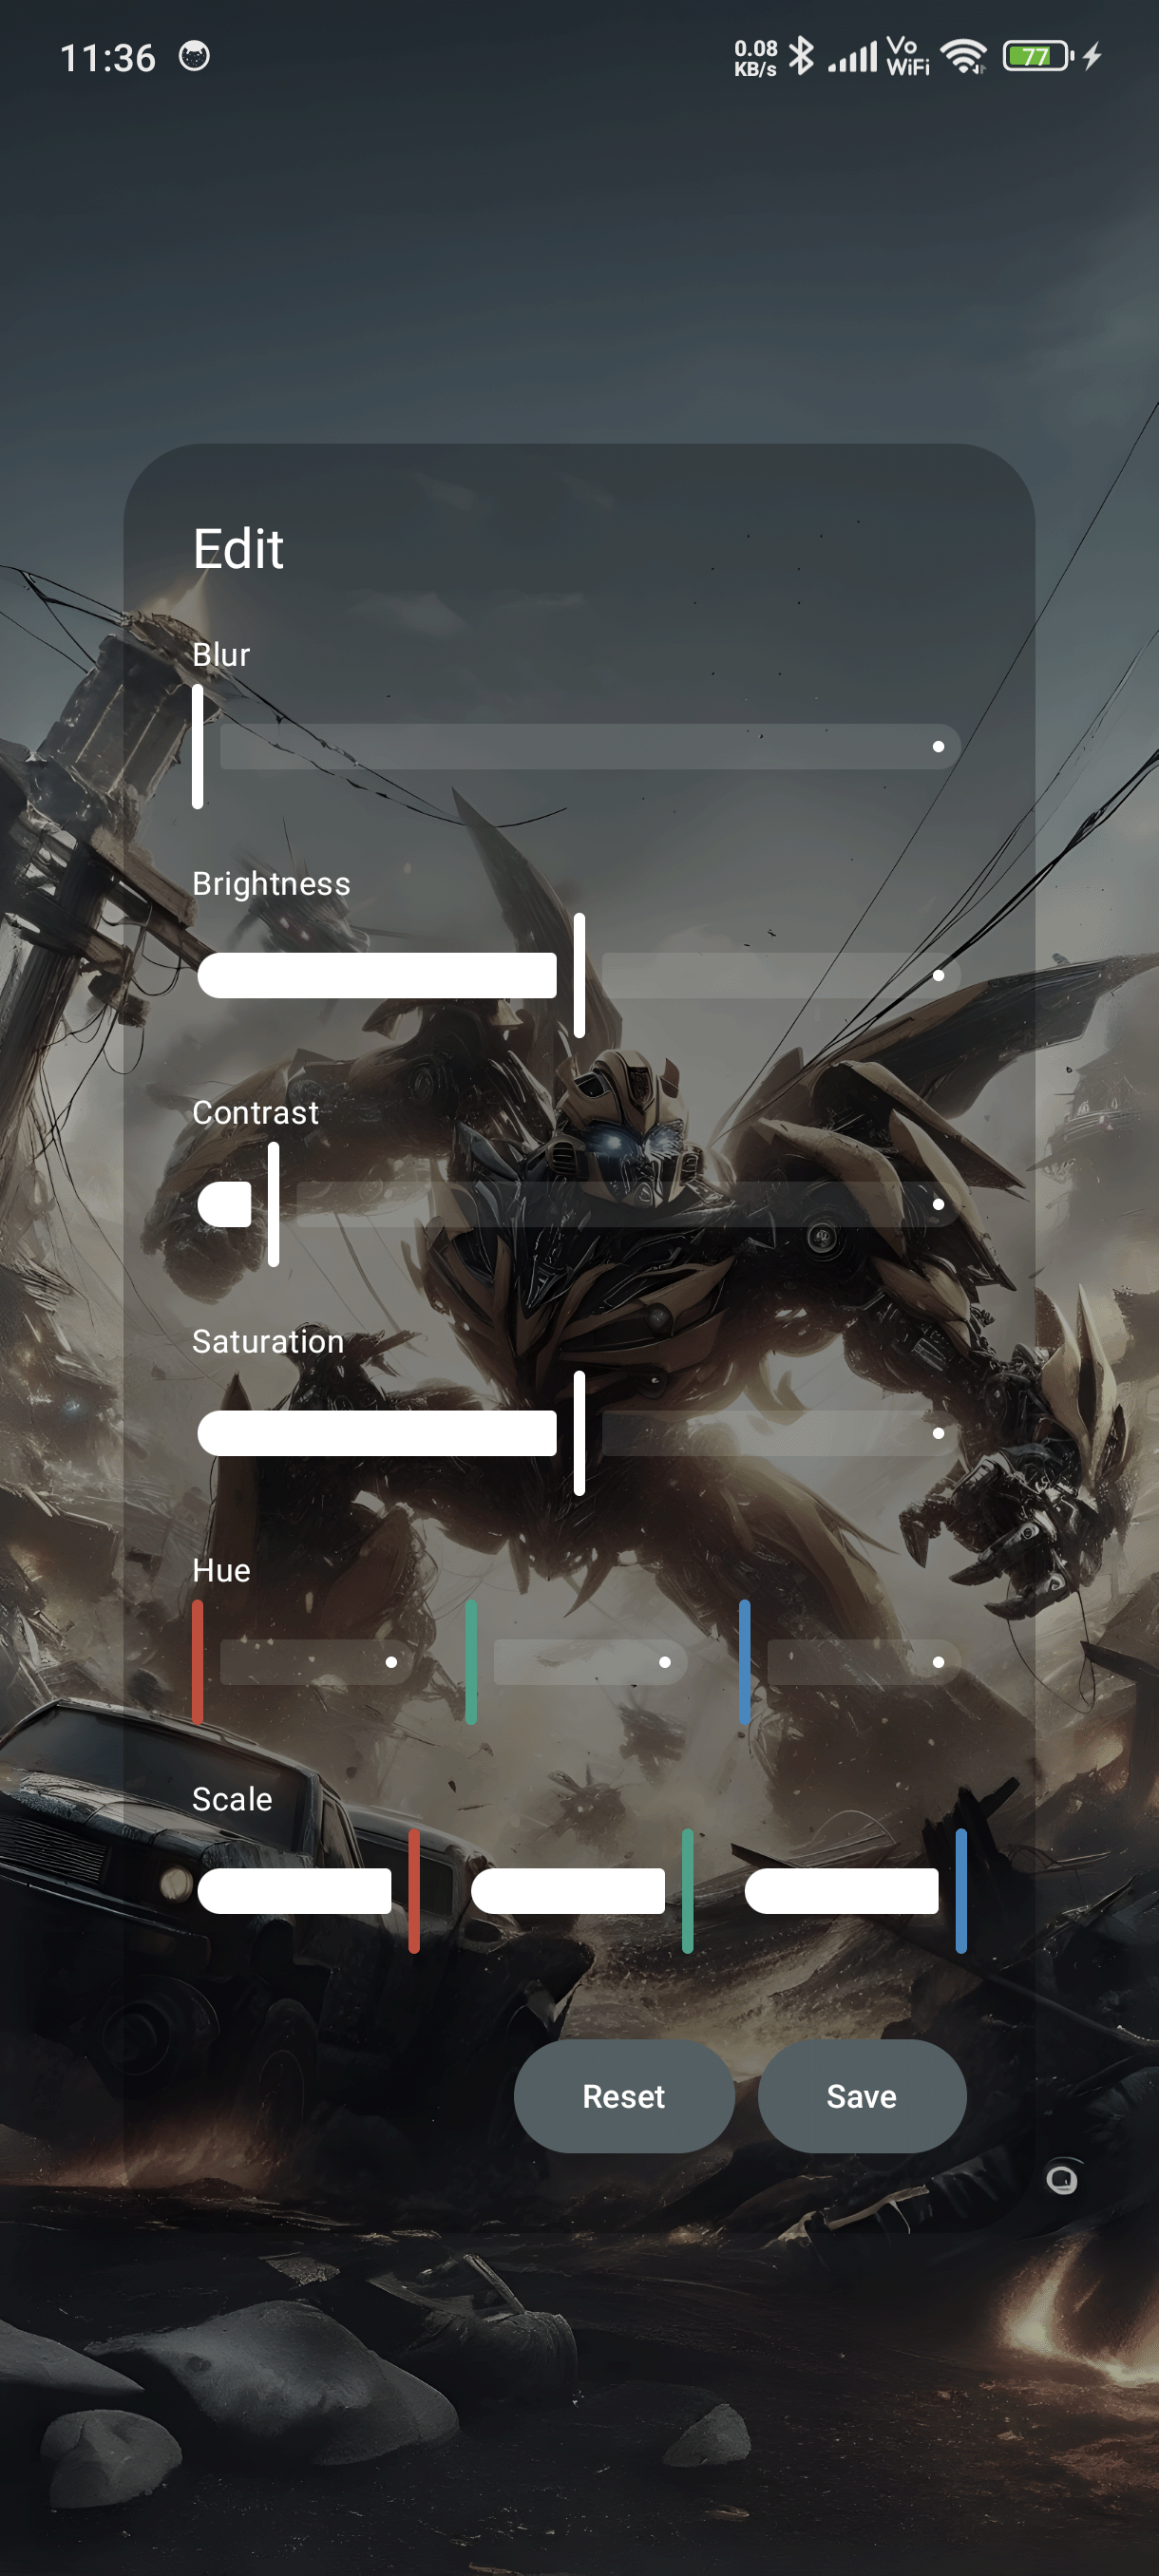 11:36
0.08
KB/s
Vo
WiFi
77
Edit
Blur
Brightness
Contrast
Saturation
Hue
Scale
Reset
Save